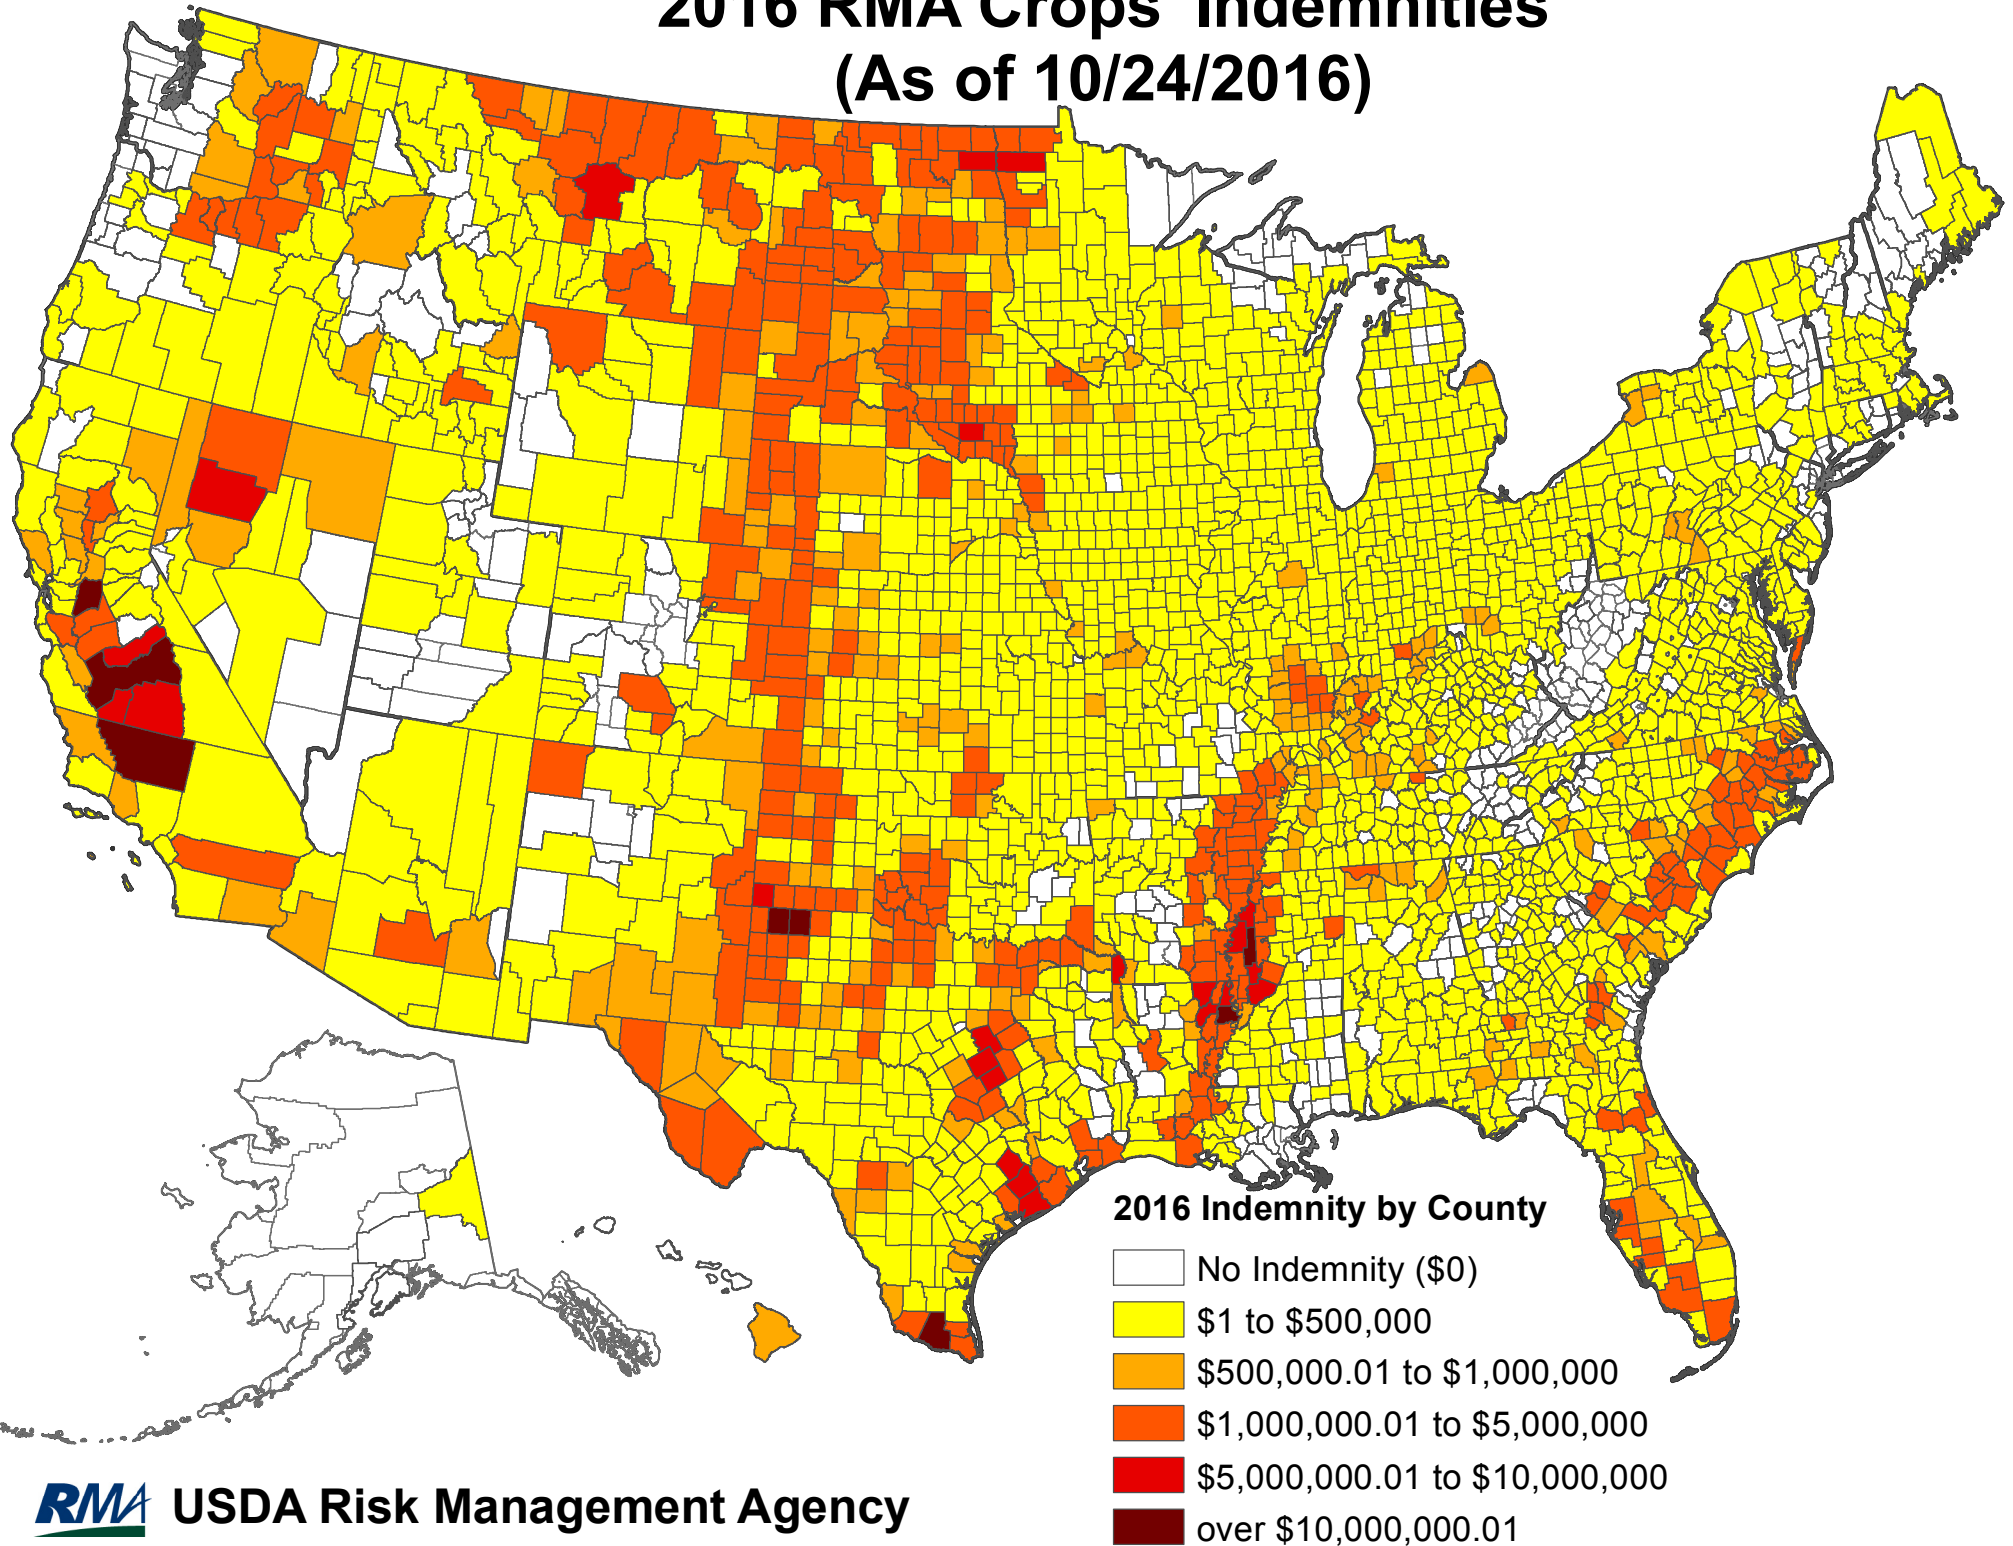 2016 RMA Crops' Indemnities
(As of 10/24/2016)
2016 Indemnity by County
No Indemnity ($0)
$1 to $500,000
$500,000.01 to $1,000,000
$1,000,000.01 to $5,000,000
$5,000,000.01 to $10,000,000
over $10,000,000.01
RMA USDA Risk Management Agency